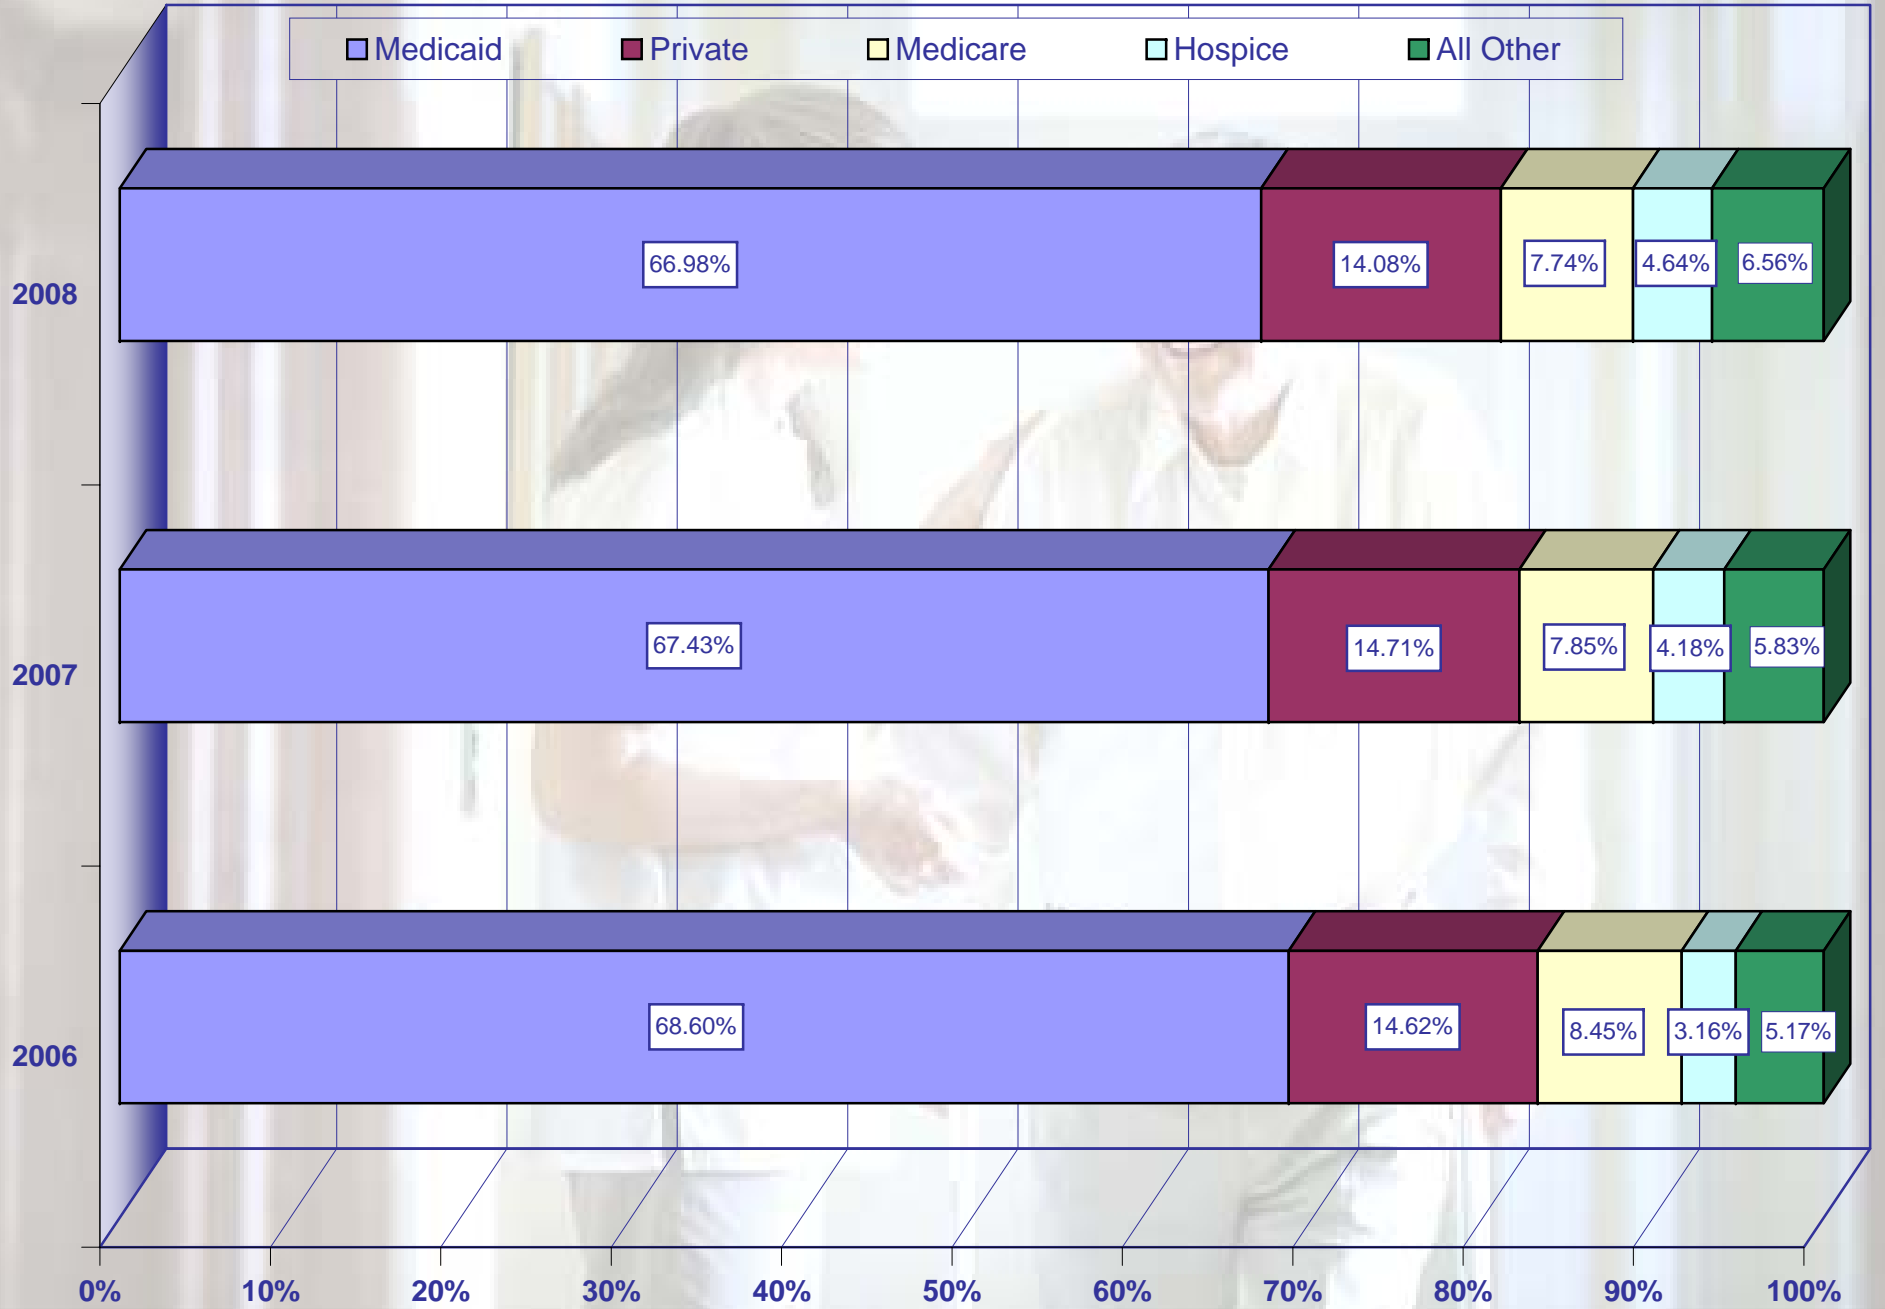 Medicaid Private Medicare Hospice All Other
2008 66.98% 14.08% 7.74% 4.64% 6.56%
2007 67.43% 14.71% 7.85% 4.18% 5.83%
2006 68.60% 14.62% 8.45% 3.16% 5.17%
0% 10% 20% 30% 40% 50% 60% 70% 80% 90% 100%